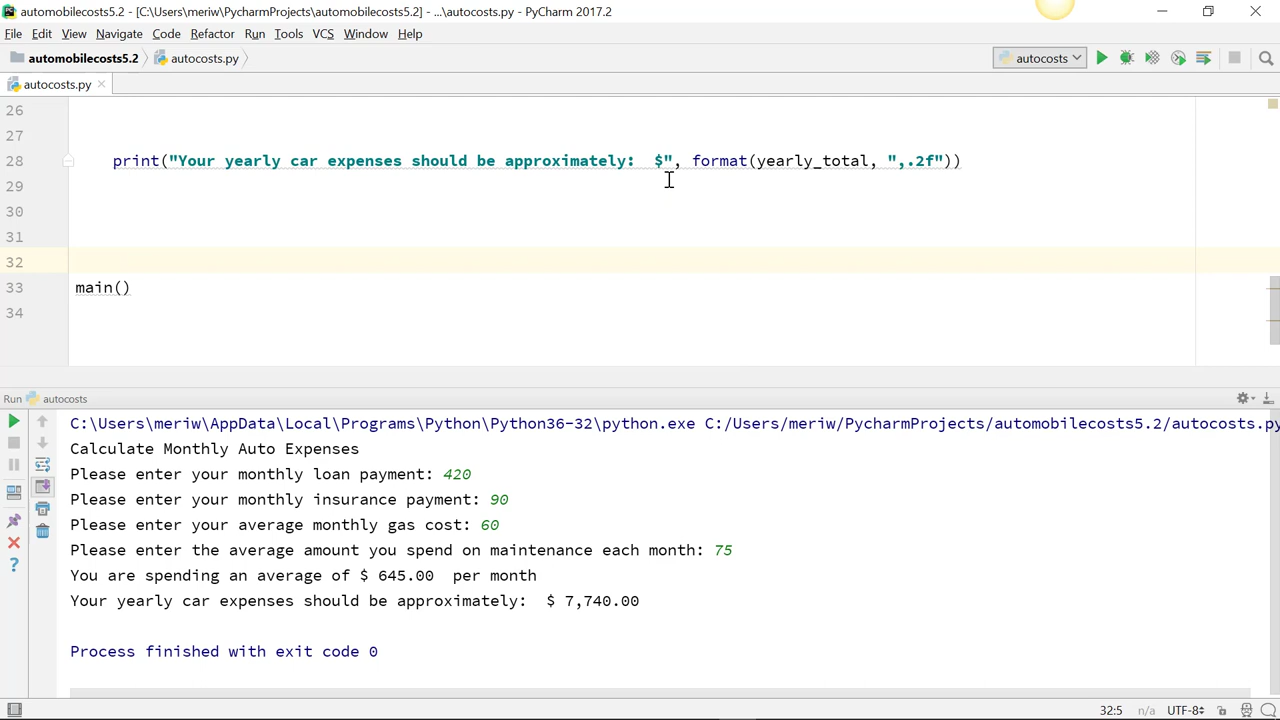 automobilecosts5.2 - [C:\Users\meriw\PycharmProjects\automobilecosts5.2] - ...\autocosts.py - PyCharm 2017.2
File Edit View Navigate Code Refactor Run Tools VCS Window Help
automobilecosts5.2 autocosts.py autocosts
autocosts.py
26
27
28 print("Your yearly car expenses should be approximately:  $", format(yearly_total, ",.2f"))
29
30
31
32
33 main()
34
Run autocosts
C:\Users\meriw\AppData\Local\Programs\Python\Python36-32\python.exe C:/Users/meriw/PycharmProjects/automobilecosts5.2/autocosts.py
Calculate Monthly Auto Expenses
Please enter your monthly loan payment: 420
Please enter your monthly insurance payment: 90
Please enter your average monthly gas cost: 60
Please enter the average amount you spend on maintenance each month: 75
You are spending an average of $ 645.00  per month
Your yearly car expenses should be approximately:  $ 7,740.00
Process finished with exit code 0
32:5 n/a UTF-8